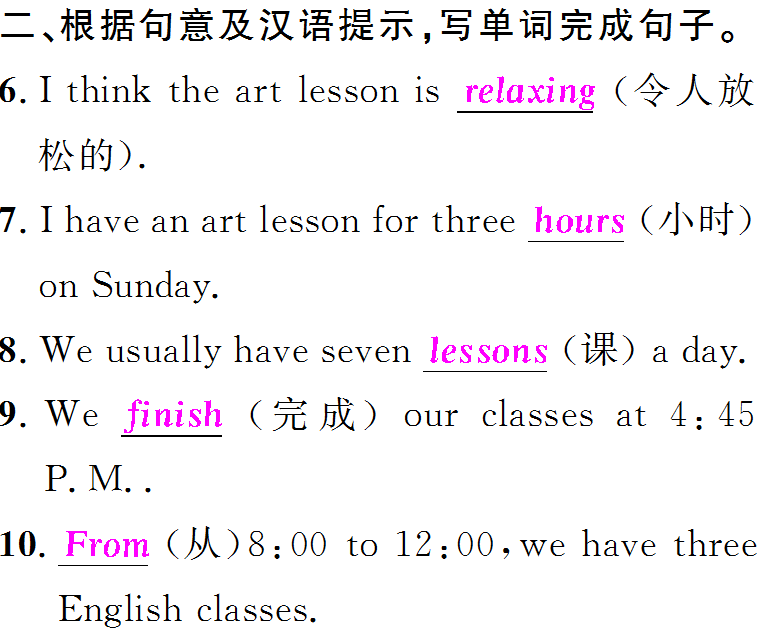 二、根据句意及汉语提示,写单词完成句子。
6. I think the art lesson is relaxing (令人放
松的).
7. I have an art lesson for three hours (小时)
on Sunday.
8. We usually have seven lessons (课) a day.
9. We finish (完成) our classes at 4:45
P. M. .
10. From (从)8:00 to 12:00,we have three
English classes.